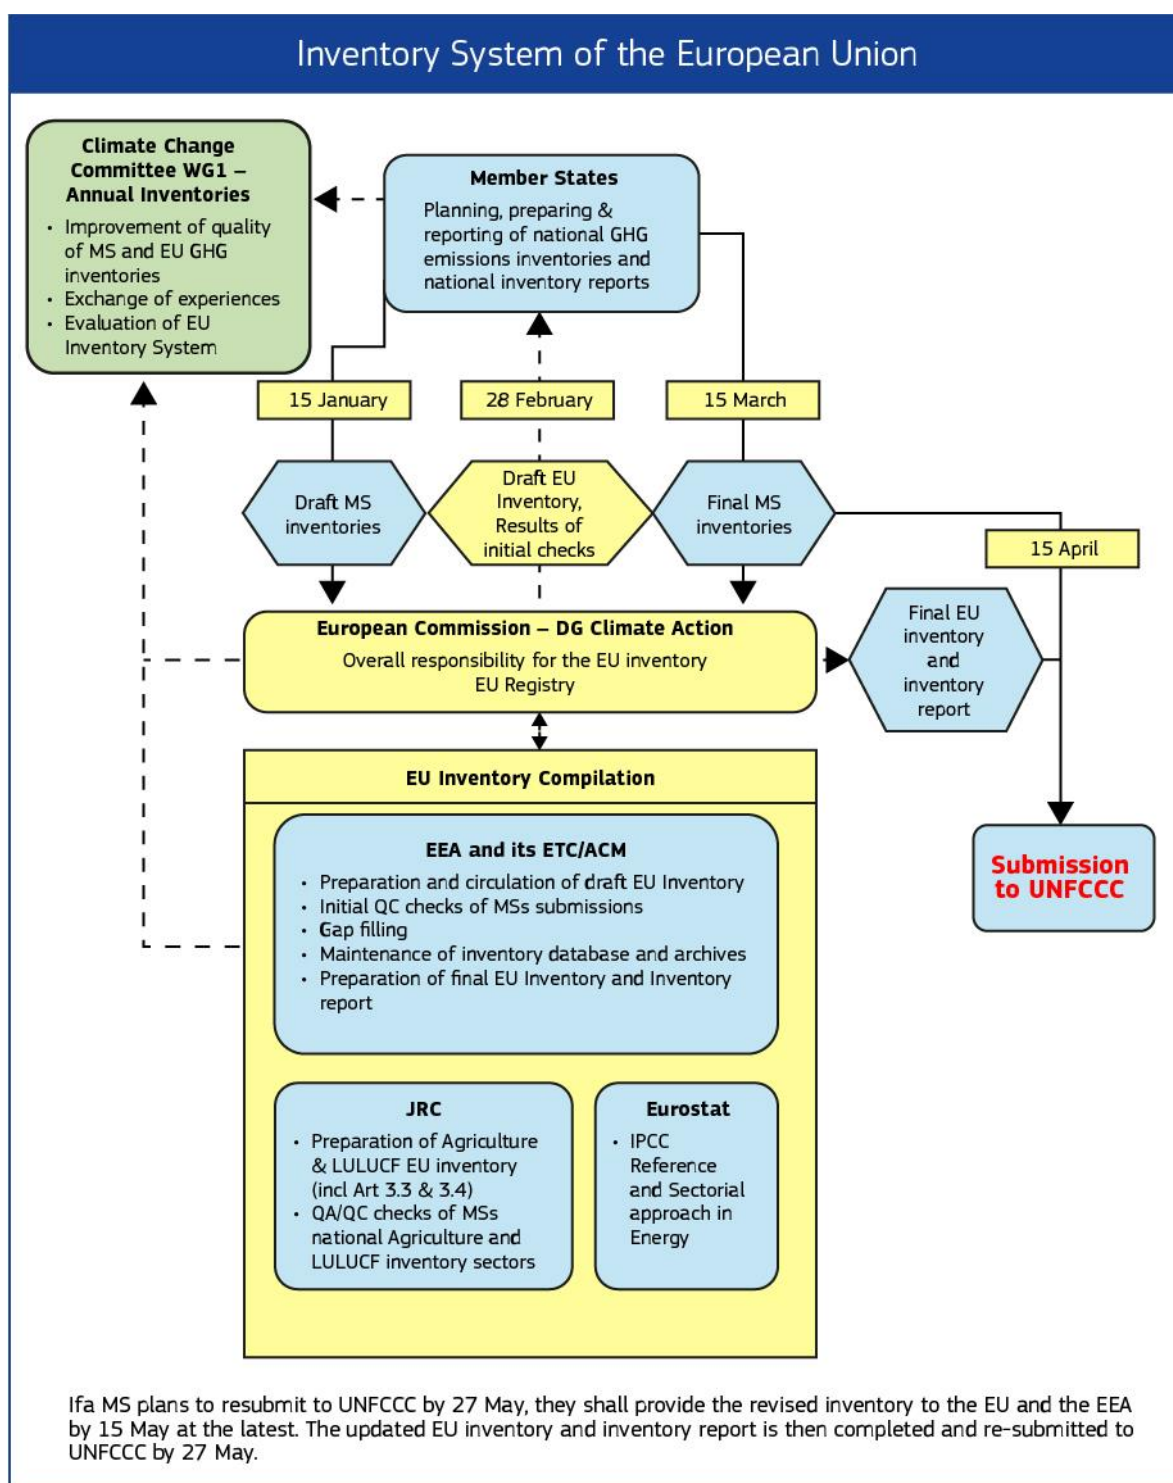 Inventory System of the European Union
Climate Change
Committee WG1 –
Annual Inventories
• Improvement of quality
of MS and EU GHG
inventories
• Exchange of experiences
• Evaluation of EU
Inventory System
Member States
Planning, preparing &
reporting of national GHG
emissions inventories and
national inventory reports
15 January
28 February
15 March
Draft MS
inventories
Draft EU
Inventory,
Results of
initial checks
Final MS
inventories
15 April
European Commission – DG Climate Action
Overall responsibility for the EU inventory
EU Registry
Final EU
inventory
and
inventory
report
EU Inventory Compilation
EEA and its ETC/ACM
• Preparation and circulation of draft EU Inventory
• Initial QC checks of MSs submissions
• Gap filling
• Maintenance of inventory database and archives
• Preparation of final EU Inventory and Inventory
report
Submission
to UNFCCC
JRC
• Preparation of Agriculture
& LULUCF EU inventory
(incl Art 3.3 & 3.4)
• QA/QC checks of MSs
national Agriculture and
LULUCF inventory sectors
Eurostat
• IPCC
Reference
and Sectorial
approach in
Energy
Ifa MS plans to resubmit to UNFCCC by 27 May, they shall provide the revised inventory to the EU and the EEA
by 15 May at the latest. The updated EU inventory and inventory report is then completed and re-submitted to
UNFCCC by 27 May.